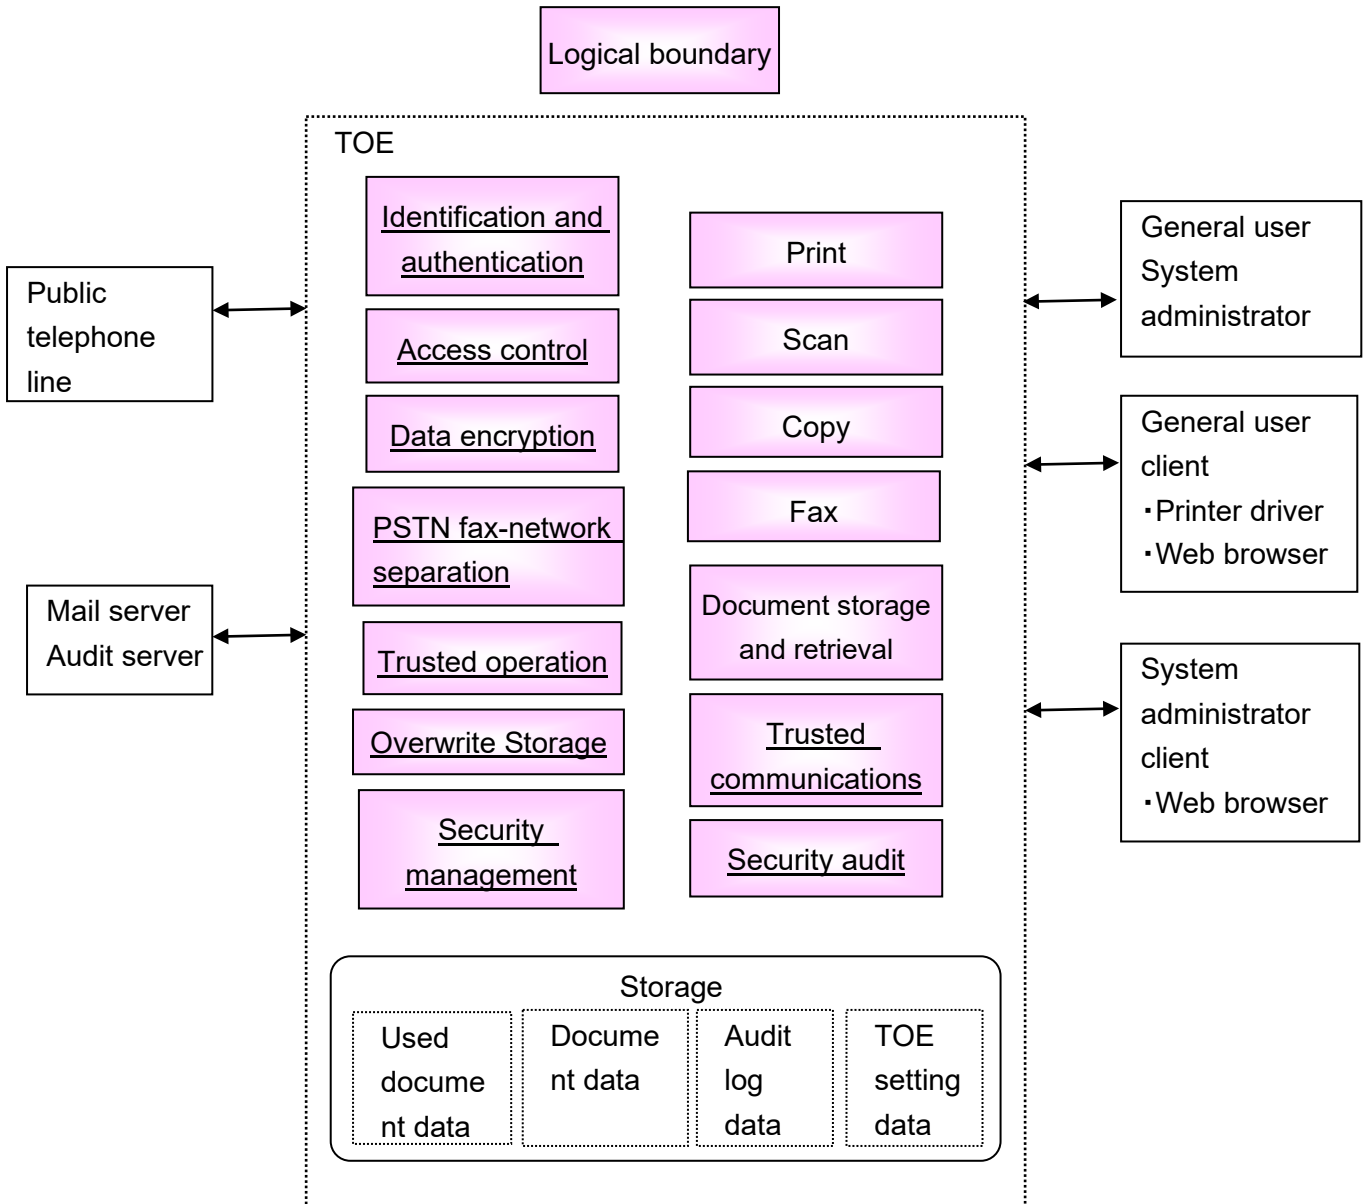 Logical boundary
TOE
Public
telephone
line
Mail server
Audit server
Identification and
authentication
Access control
Data encryption
PSTN fax-network
separation
Trusted operation
Overwrite Storage
Security
management
Print
Scan
Copy
Fax
Document storage
and retrieval
Trusted
communications
Security audit
General user
System
administrator
General user
client
・Printer driver
・Web browser
System
administrator
client
・Web browser
Storage
Used
docume
nt data
Docume
nt data
Audit
log
data
TOE
setting
data